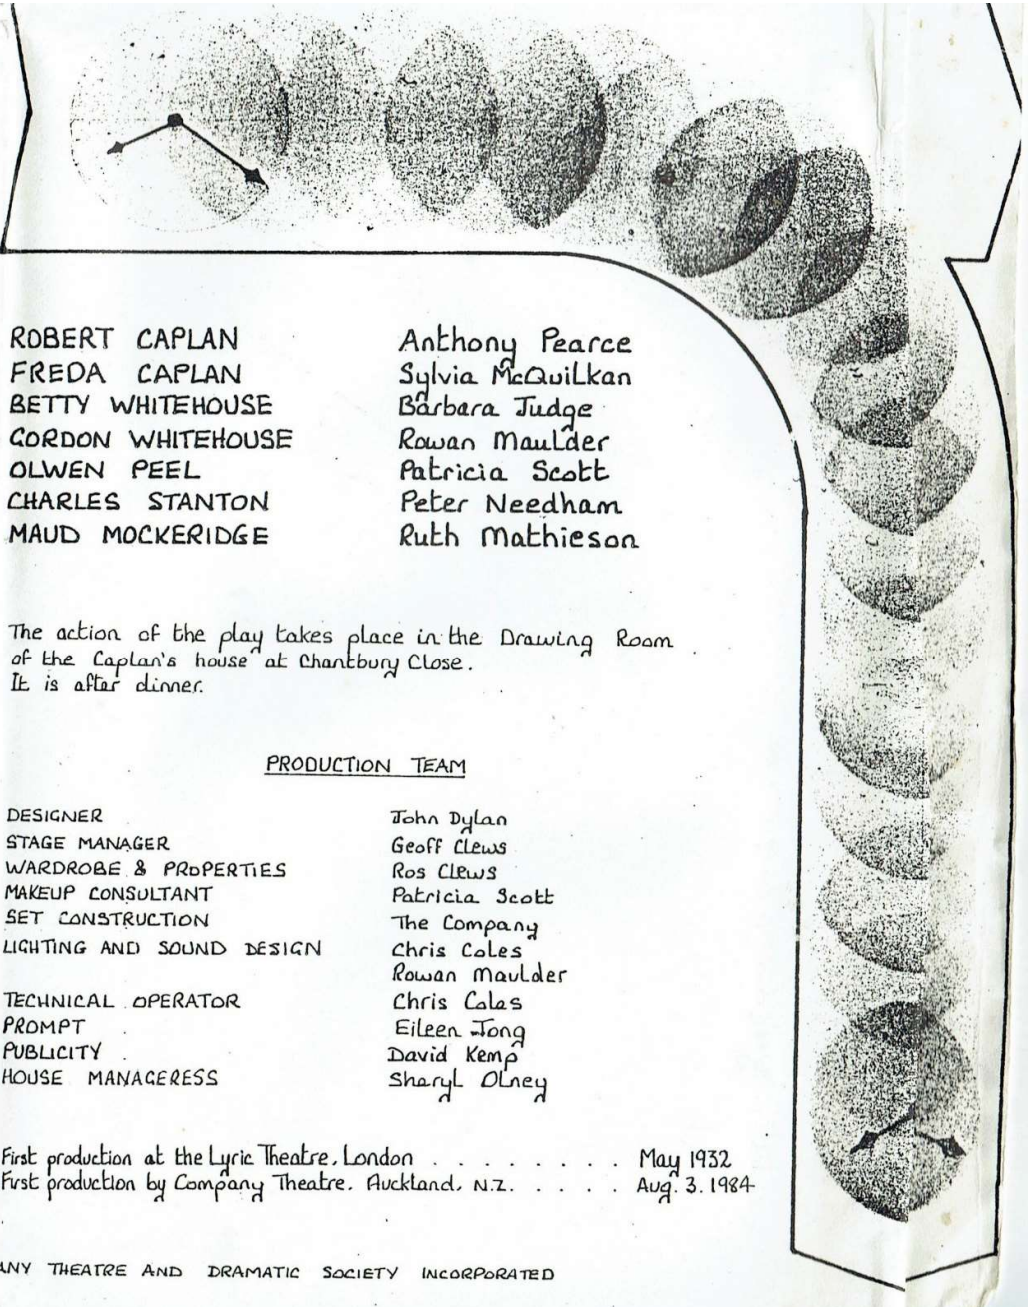 ROBERT CAPLAN Anthony Pearce
FREDA CAPLAN Sylvia McQuilkan
BETTY WHITEHOUSE Barbara Judge
GORDON WHITEHOUSE Rowan Maulder
OLWEN PEEL Patricia Scott
CHARLES STANTON Peter Needham
MAUD MOCKERIDGE Ruth Mathieson
The action of the play takes place in the Drawing Room
of the Caplan's house at Chantbury Close.
It is after dinner.
PRODUCTION TEAM
DESIGNER John Dylan
STAGE MANAGER Geoff Clews
WARDROBE & PROPERTIES Ros Clews
MAKEUP CONSULTANT Patricia Scott
SET CONSTRUCTION The Company
LIGHTING AND SOUND DESIGN Chris Coles
Rowan Maulder
TECHNICAL OPERATOR Chris Coles
PROMPT Eileen Tong
PUBLICITY David Kemp
HOUSE MANAGERESS Sharyl Olney
First production at the Lyric Theatre, London . . . . . . . . May 1932
First production by Company Theatre. Auckland. N.Z. . . . . . Aug. 3. 1984
ANY THEATRE AND DRAMATIC SOCIETY INCORPORATED